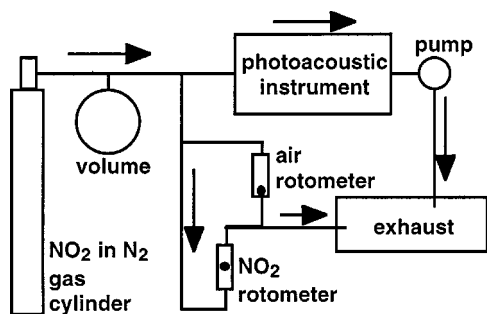 photoacoustic
instrument
pump
volume
air
rotometer
exhaust
NO₂ in N₂
gas
cylinder
NO₂
rotometer